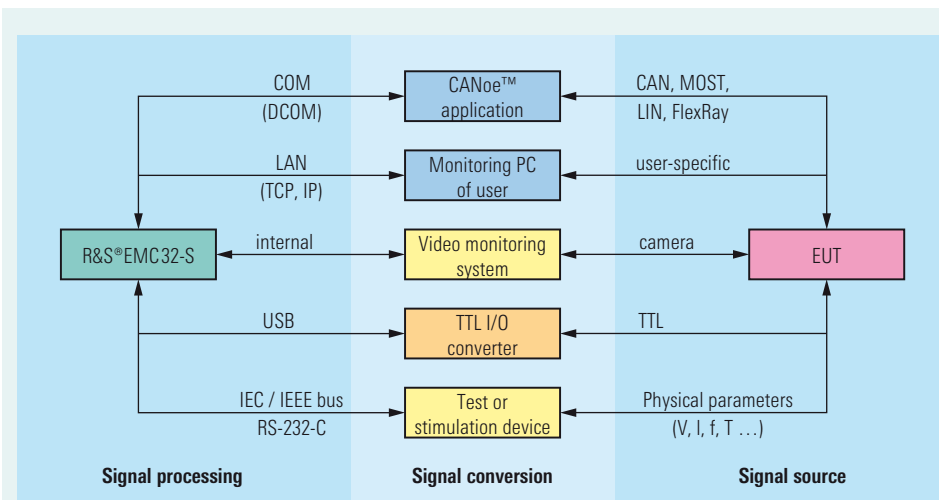 COM
(DCOM)
CANoe™
application
CAN, MOST,
LIN, FlexRay
LAN
(TCP, IP)
Monitoring PC
of user
user-specific
R&S®EMC32-S
internal
Video monitoring
system
camera
EUT
USB
TTL I/O
converter
TTL
IEC / IEEE bus
RS-232-C
Test or
stimulation device
Physical parameters
(V, I, f, T ...)
Signal processing
Signal conversion
Signal source